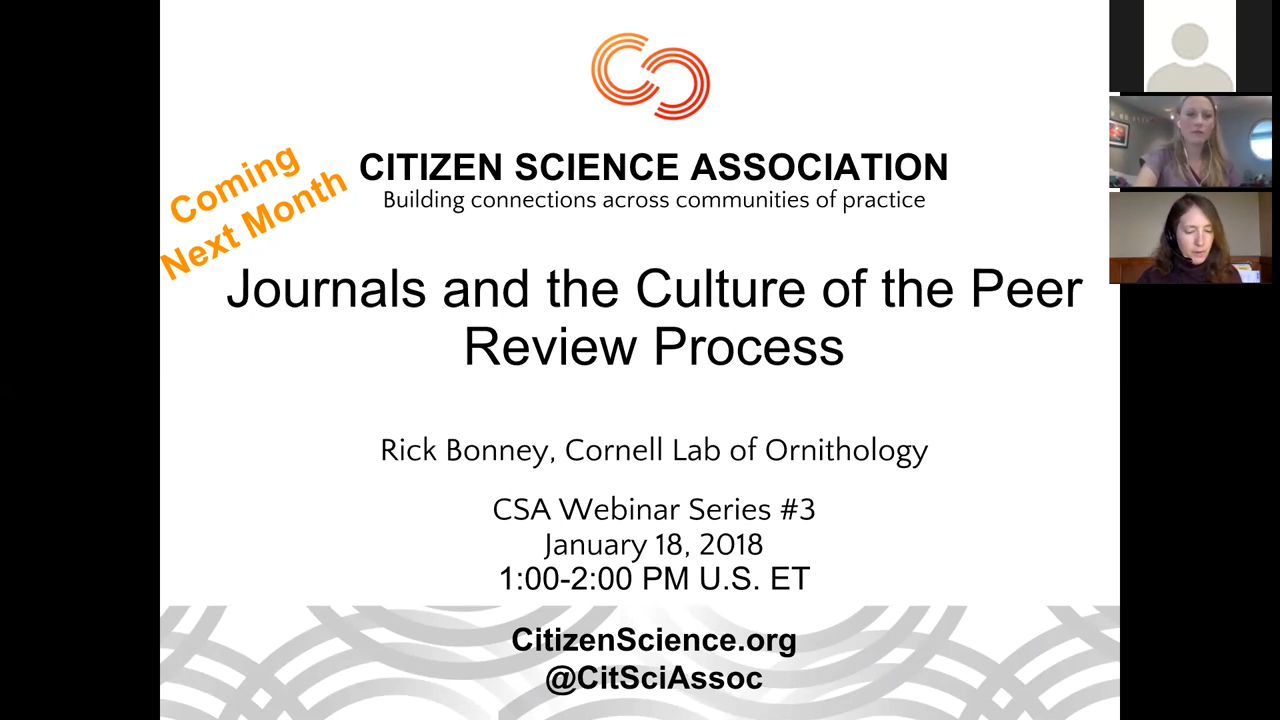 Coming
Next Month
CITIZEN SCIENCE ASSOCIATION
Building connections across communities of practice
Journals and the Culture of the Peer
Review Process
Rick Bonney, Cornell Lab of Ornithology
CSA Webinar Series #3
January 18, 2018
1:00-2:00 PM U.S. ET
CitizenScience.org
@CitSciAssoc